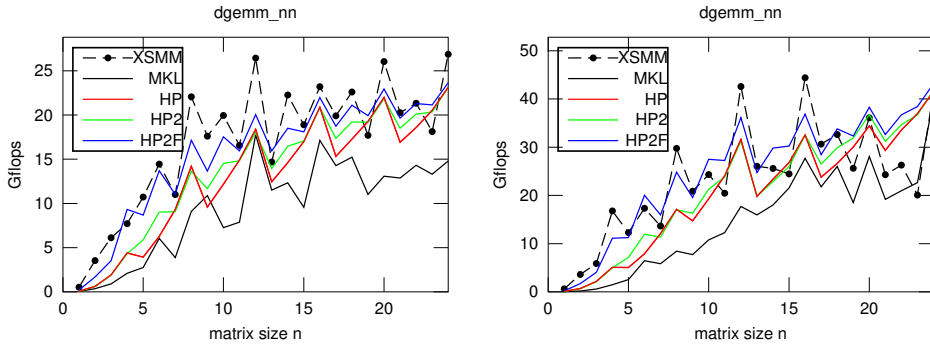 dgemm_nn
25
20
15
10
5
0
Gflops
XSMM
MKL
HP
HP2
HP2F
0 5 10 15 20
matrix size n
dgemm_nn
50
40
30
20
10
0
Gflops
XSMM
MKL
HP
HP2
HP2F
0 5 10 15 20
matrix size n